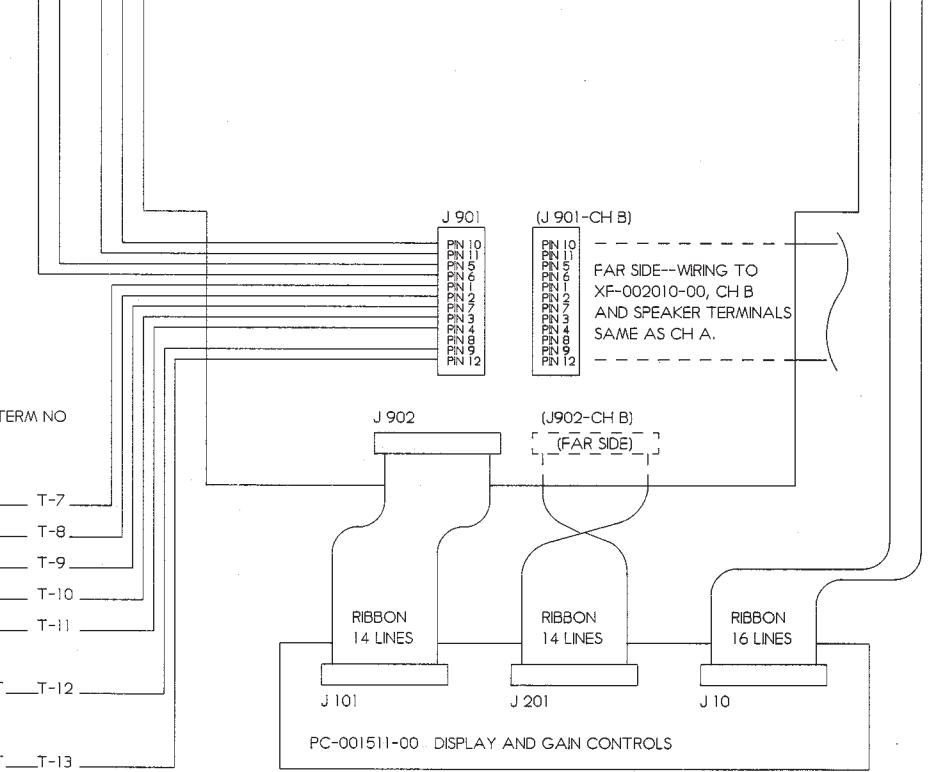 J 901
(J 901-CH B)
PIN 10
PIN 11
PIN 5
PIN 6
PIN 1
PIN 2
PIN 7
PIN 3
PIN 4
PIN 8
PIN 9
PIN 12
PIN 10
PIN 11
PIN 5
PIN 6
PIN 1
PIN 2
PIN 7
PIN 3
PIN 4
PIN 8
PIN 9
PIN 12
FAR SIDE--WIRING TO
XF-002010-00, CH B
AND SPEAKER TERMINALS
SAME AS CH A.
TERM NO
J 902
(J902-CH B)
(FAR SIDE)
T-7
T-8
T-9
T-10
T-11
T-12
T-13
RIBBON
14 LINES
RIBBON
14 LINES
RIBBON
16 LINES
J 101
J 201
J 10
PC-001511-00 DISPLAY AND GAIN CONTROLS